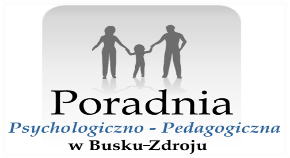 Poradnia
Psychologiczno - Pedagogiczna
w Busku-Zdroju